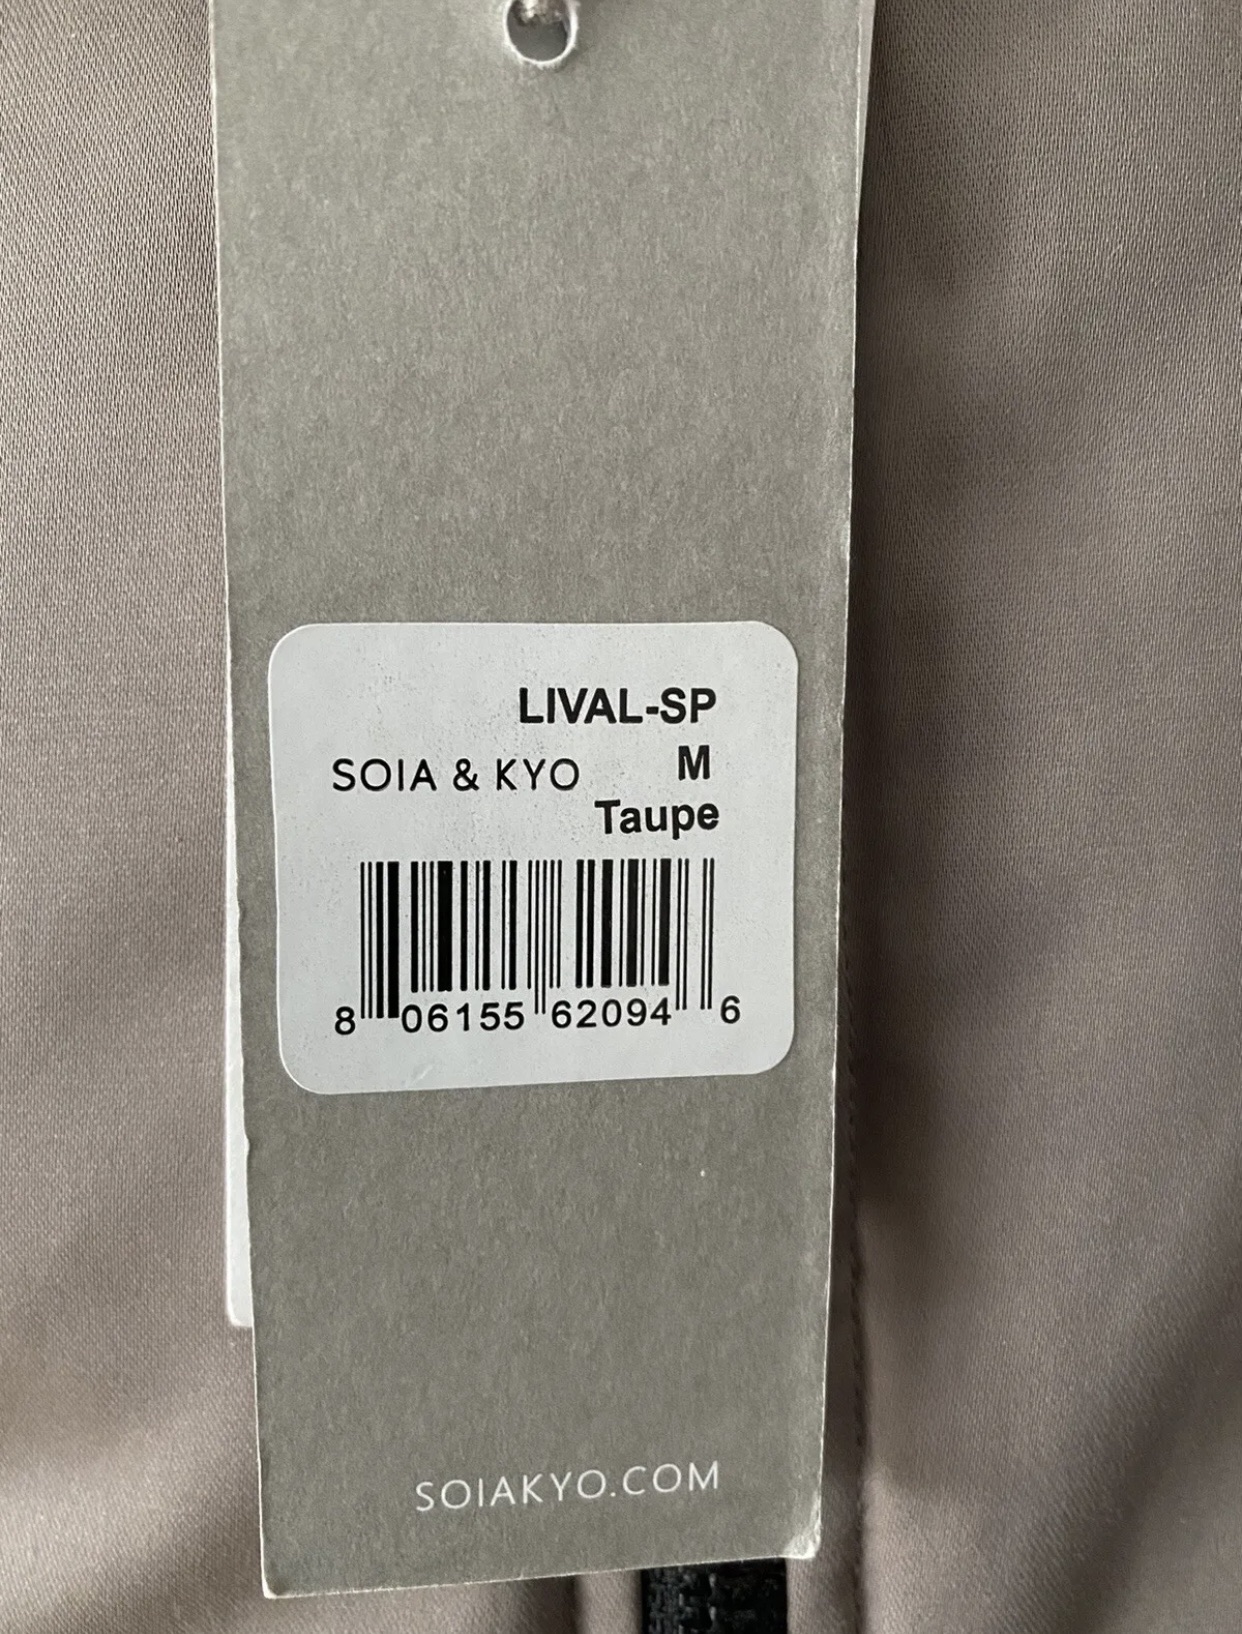 LIVAL-SP
SOIA & KYO M
Taupe
8 06155 62094 6
SOIAKYO.COM